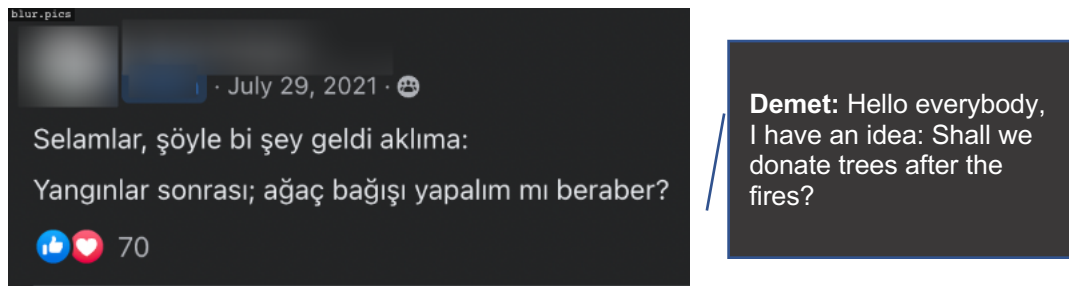 blur.pics
· July 29, 2021 ·
Selamlar, şöyle bi şey geldi aklıma:
Yangınlar sonrası; ağaç bağışı yapalım mı beraber?
70
Demet: Hello everybody,
I have an idea: Shall we
donate trees after the
fires?